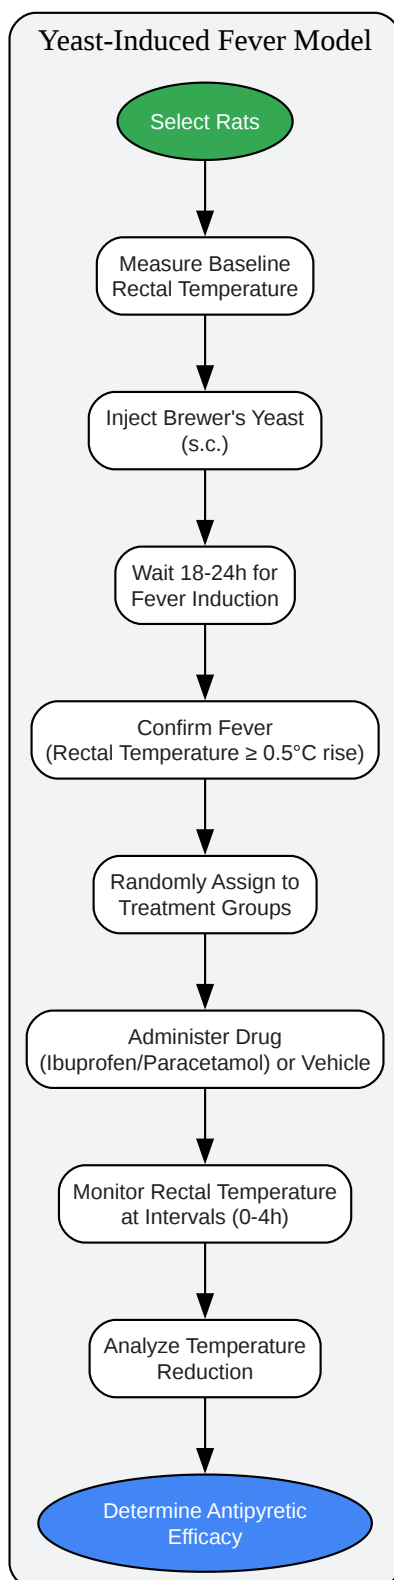 Yeast-Induced Fever Model
Select Rats
Measure Baseline
Rectal Temperature
Inject Brewer's Yeast
(s.c.)
Wait 18-24h for
Fever Induction
Confirm Fever
(Rectal Temperature ≥ 0.5°C rise)
Randomly Assign to
Treatment Groups
Administer Drug
(Ibuprofen/Paracetamol) or Vehicle
Monitor Rectal Temperature
at Intervals (0-4h)
Analyze Temperature
Reduction
Determine Antipyretic
Efficacy